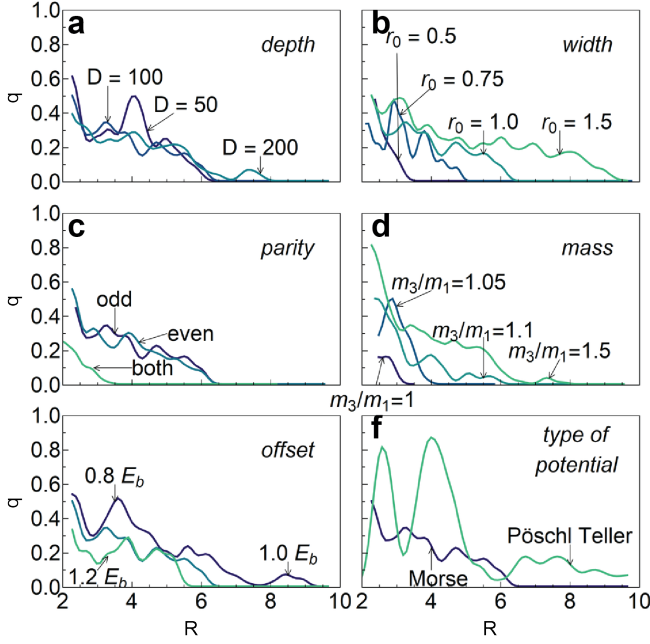 a
depth
D = 100
D = 50
D = 200
q
1.0
0.8
0.6
0.4
0.2
0.0
b
width
r0 = 0.5
r0 = 0.75
r0 = 1.0
r0 = 1.5
c
parity
odd
even
both
q
1.0
0.8
0.6
0.4
0.2
0.0
d
mass
m3/m1=1.05
m3/m1=1.1
m3/m1=1.5
m3/m1=1
offset
0.8 Eb
1.0 Eb
1.2 Eb
q
1.0
0.8
0.6
0.4
0.2
0.0
2 4 6 8 10
R
f
type of
potential
Pöschl Teller
Morse
2 4 6 8 10
R